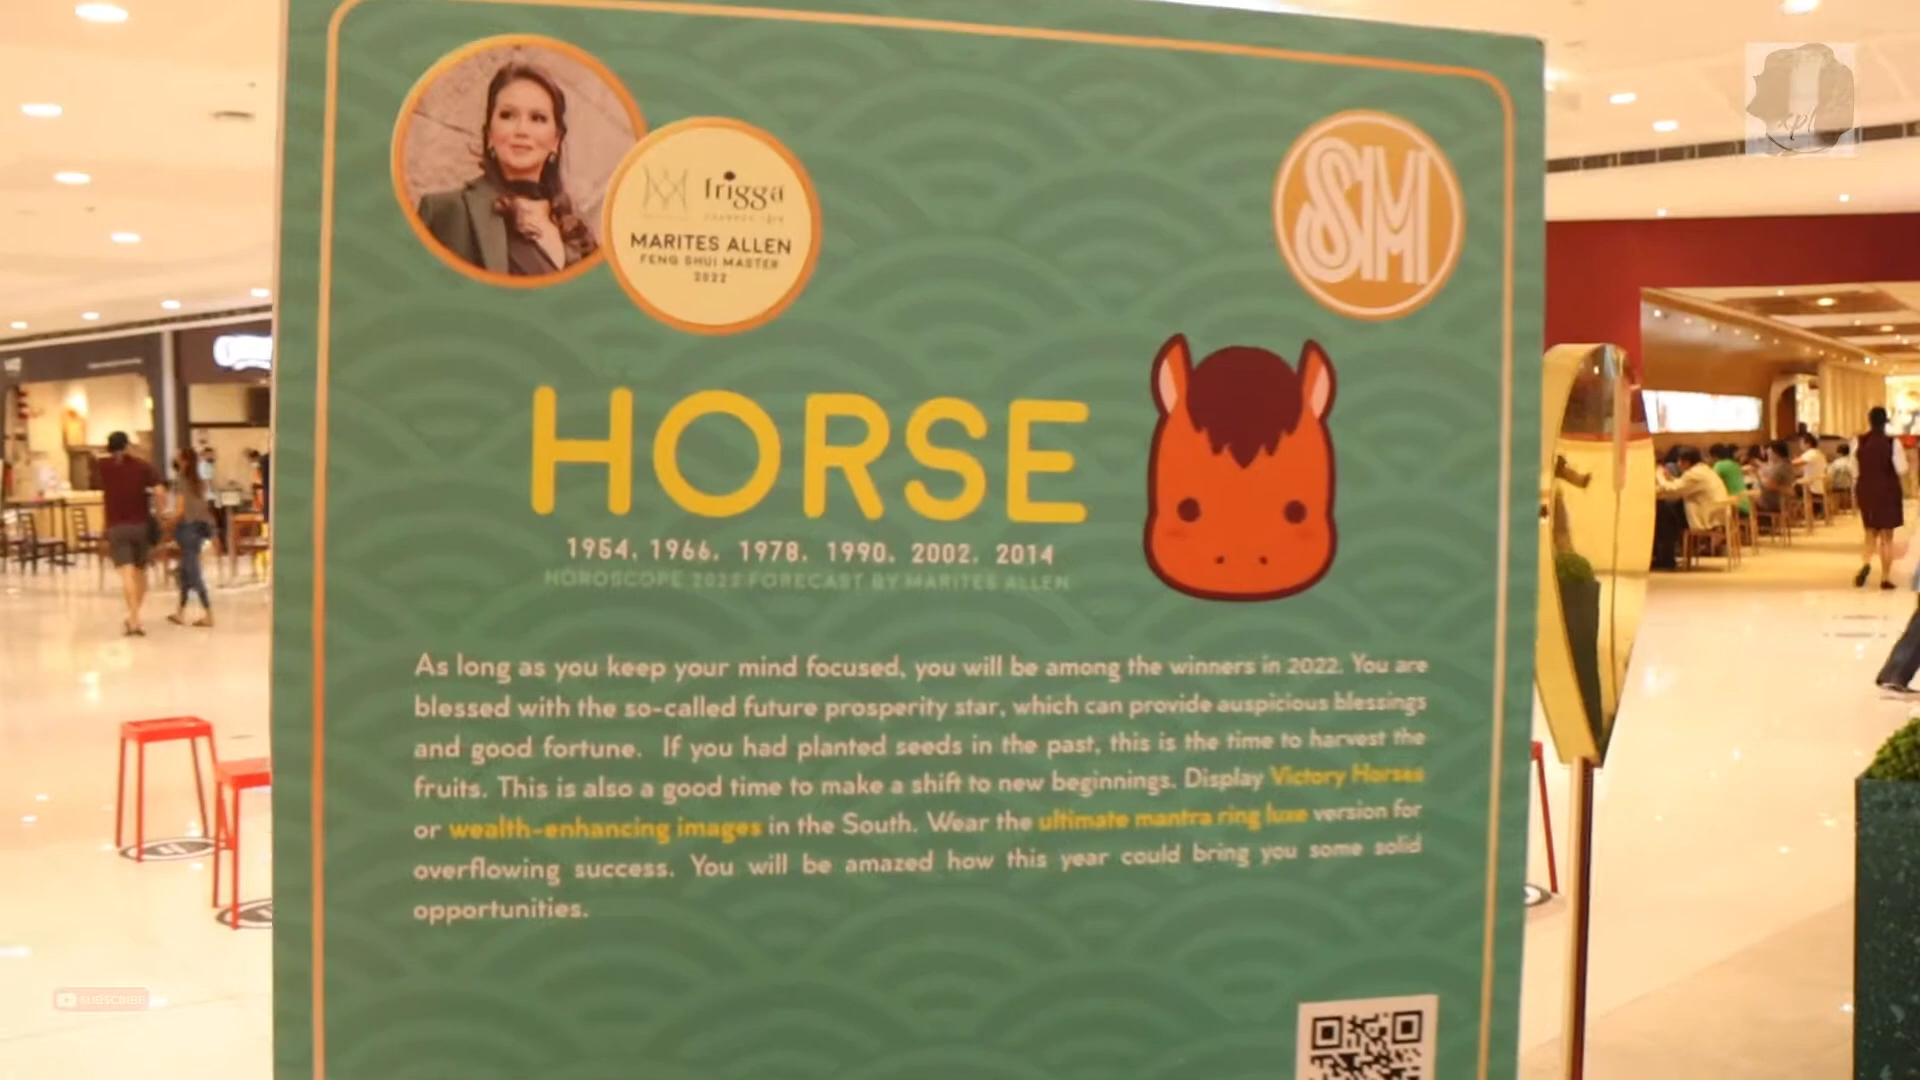 frigga
MARITES ALLEN
FENG SHUI MASTER
2022
SM
HORSE
1954. 1966. 1978. 1990. 2002. 2014
HOROSCOPE 2022 FORECAST BY MARITES ALLEN
As long as you keep your mind focused, you will be among the winners in 2022. You are
blessed with the so-called future prosperity star, which can provide auspicious blessings
and good fortune. If you had planted seeds in the past, this is the time to harvest the
fruits. This is also a good time to make a shift to new beginnings. Display Victory Horses
or wealth-enhancing images in the South. Wear the ultimate mantra ring luxe version for
overflowing success. You will be amazed how this year could bring you some solid
opportunities.
SUBSCRIBE